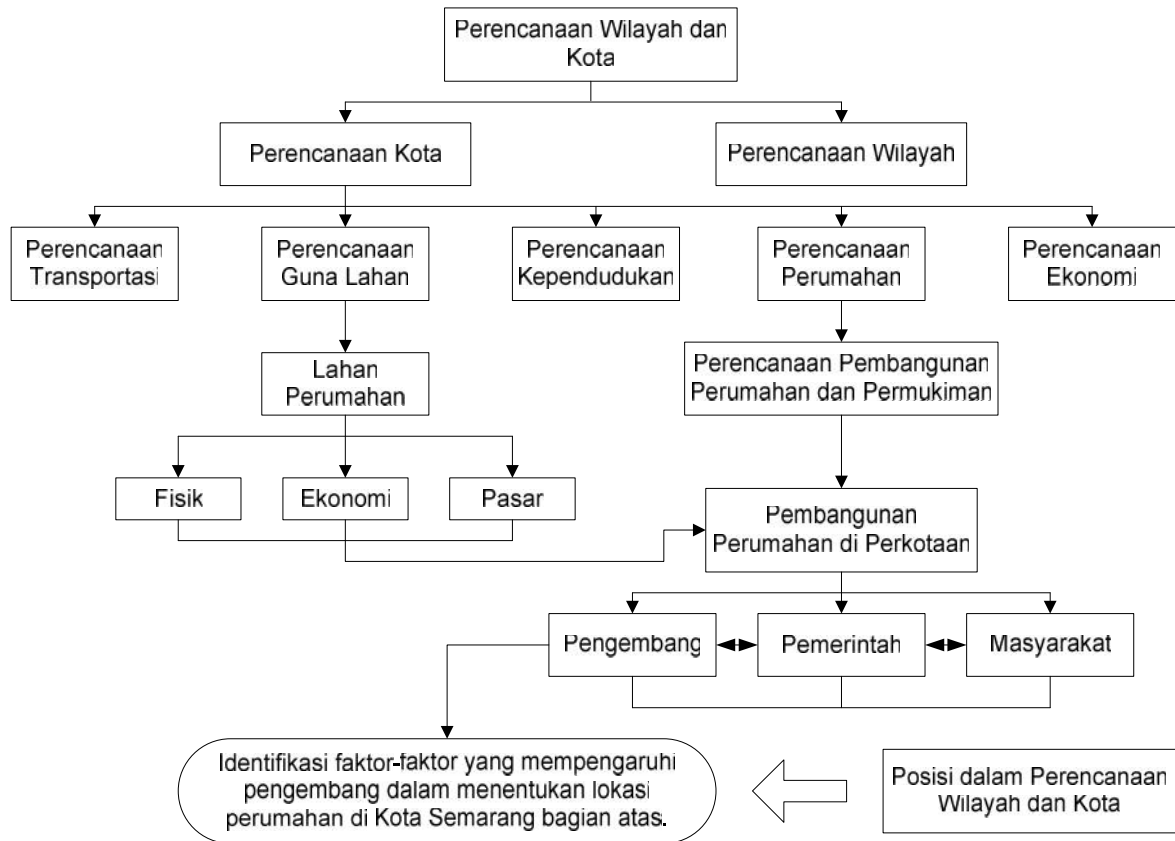 Perencanaan Wilayah dan
Kota
Perencanaan Kota
Perencanaan Wilayah
Perencanaan
Transportasi
Perencanaan
Guna Lahan
Perencanaan
Kependudukan
Perencanaan
Perumahan
Perencanaan
Ekonomi
Lahan
Perumahan
Perencanaan Pembangunan
Perumahan dan Permukiman
Fisik
Ekonomi
Pasar
Pembangunan
Perumahan di Perkotaan
Pengembang
Pemerintah
Masyarakat
Identifikasi faktor-faktor yang mempengaruhi
pengembang dalam menentukan lokasi
perumahan di Kota Semarang bagian atas.
Posisi dalam Perencanaan
Wilayah dan Kota